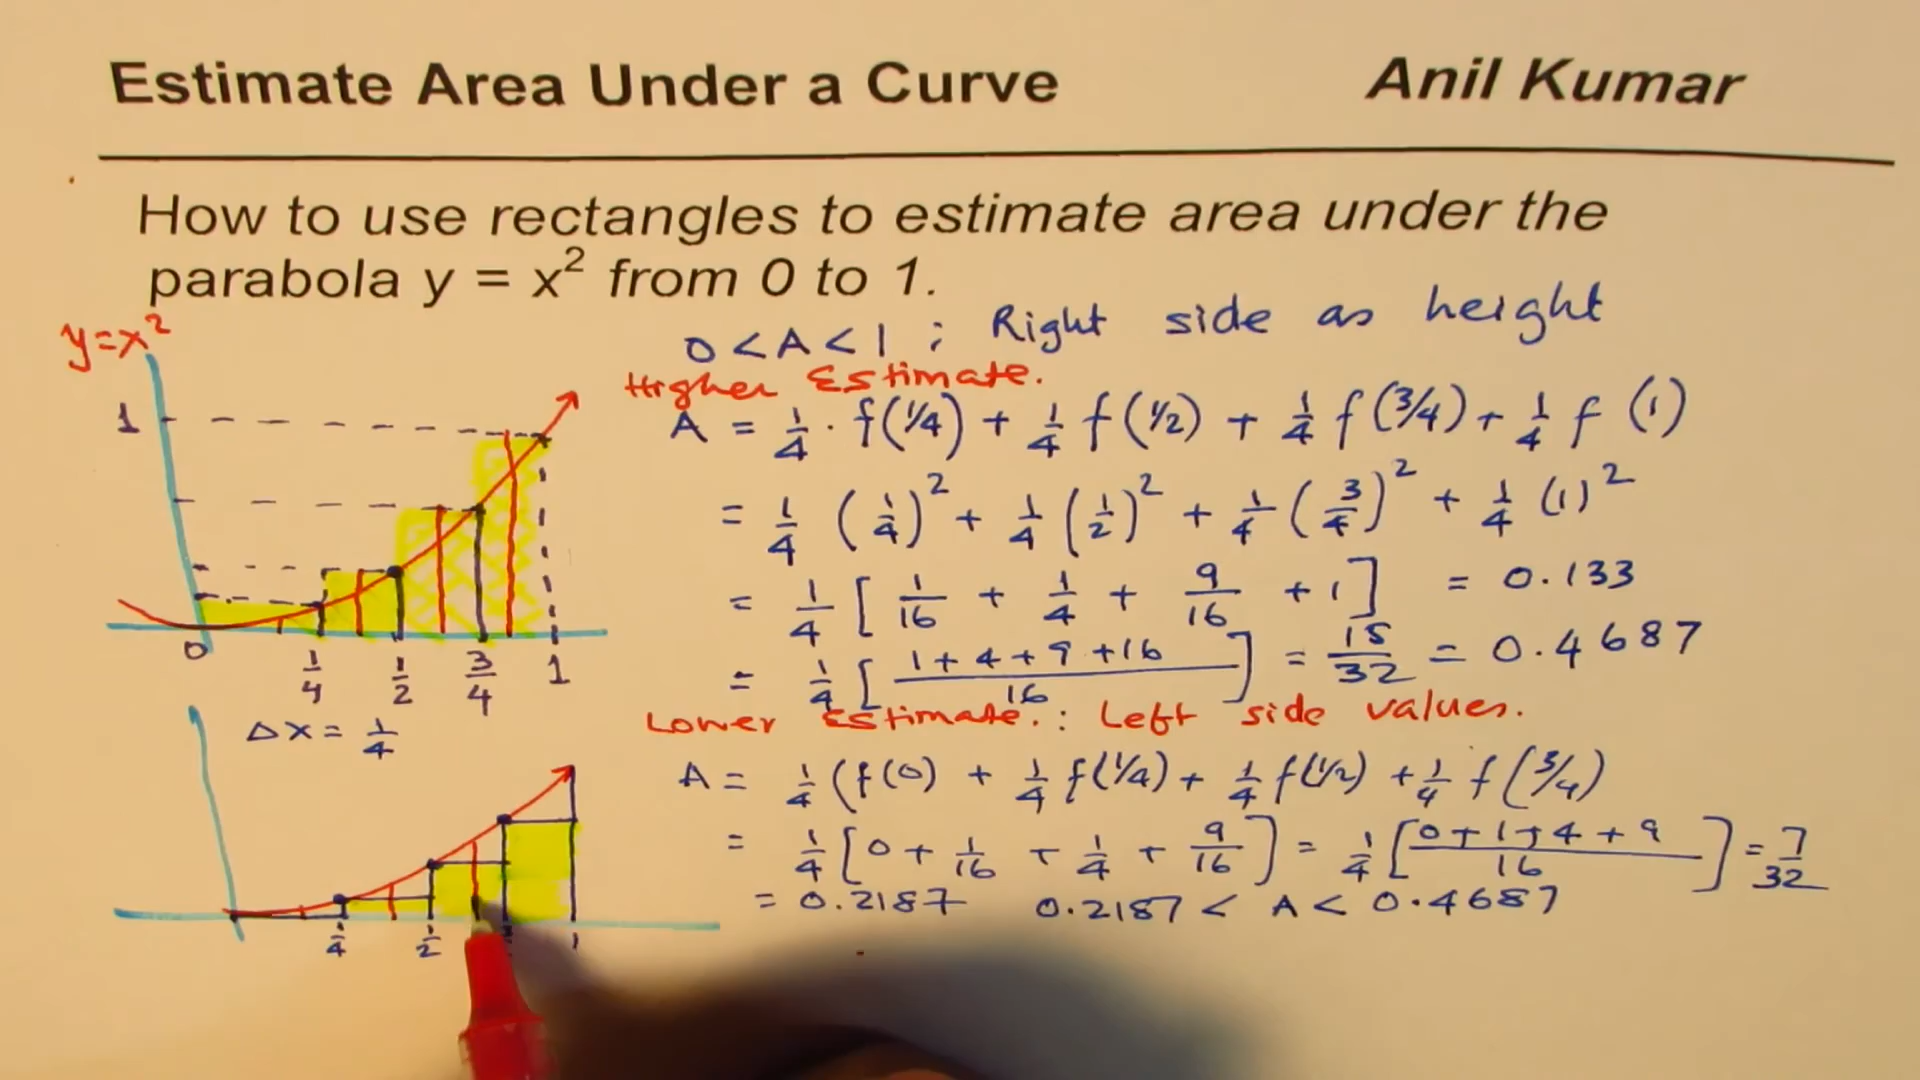 Estimate Area Under a Curve
Anil Kumar
How to use rectangles to estimate area under the
parabola y = x² from 0 to 1.
y=x²
0 < A < 1 ; Right side as height
Higher Estimate.
1
A = 1/4 · f(1/4) + 1/4 f(1/2) + 1/4 f(3/4) + 1/4 f (1)
= 1/4 (1/4)² + 1/4 (1/2)² + 1/4 (3/4)² + 1/4 (1)²
= 1/4 [ 1/16 + 1/4 + 9/16 + 1 ] = 0.133
= 1/4 [ (1+4+9+16)/16 ] = 15/32 = 0.4687
0 1/4 1/2 3/4 1
Δx = 1/4
Lower Estimate. : Left side values.
A = 1/4 (f(0) + 1/4 f(1/4) + 1/4 f(1/2) + 1/4 f(3/4)
= 1/4 [ 0 + 1/16 + 1/4 + 9/16 ] = 1/4 [ (0+1+4+9)/16 ] = 7/32
= 0.2187 0.2187 < A < 0.4687
1/4 1/2 1